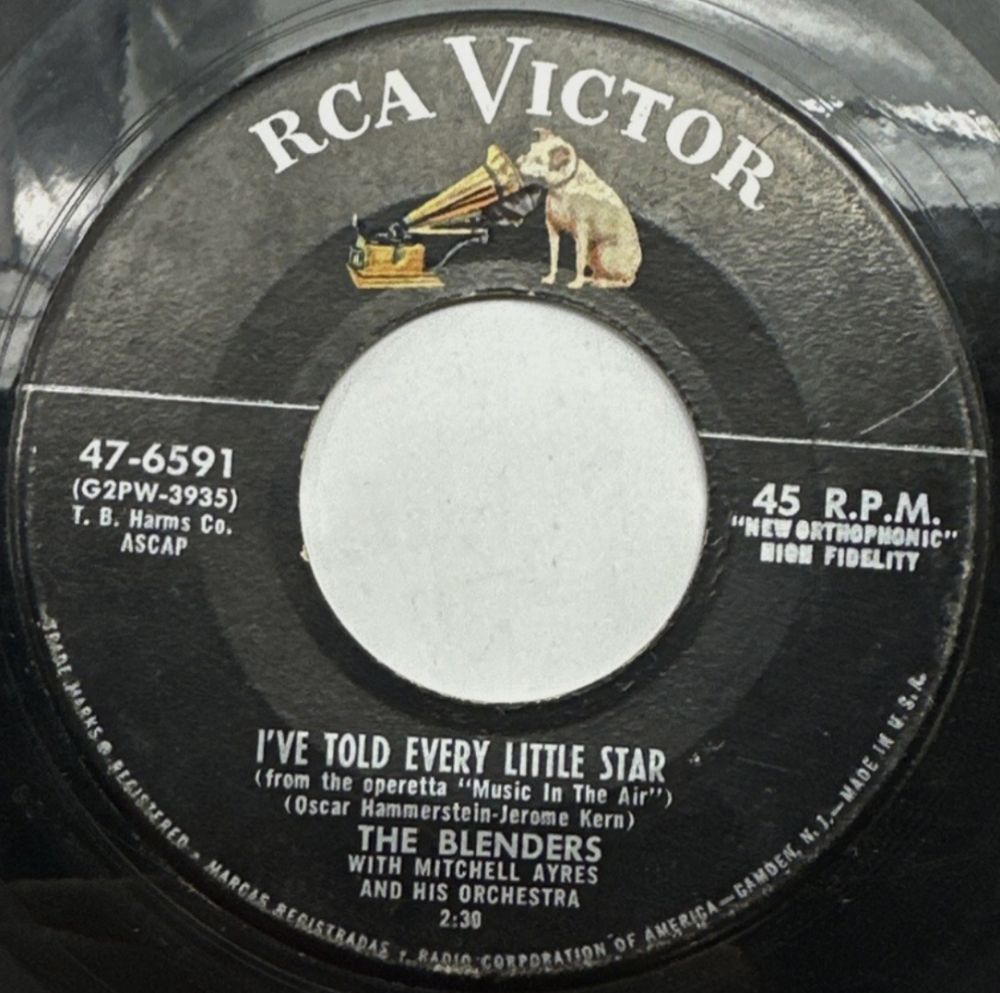 RCA VICTOR
47-6591
(G2PW-3935)
T. B. Harms Co.
ASCAP
45 R.P.M.
"NEW ORTHOPHONIC"
HIGH FIDELITY
I'VE TOLD EVERY LITTLE STAR
(from the operetta "Music In The Air")
(Oscar Hammerstein-Jerome Kern)
THE BLENDERS
WITH MITCHELL AYRES
AND HIS ORCHESTRA
2:30
TRADE MARKS ® REGISTERED • MARCAS REGISTRADAS • RADIO CORPORATION OF AMERICA—CAMDEN, N. J.—MADE IN U. S. A.